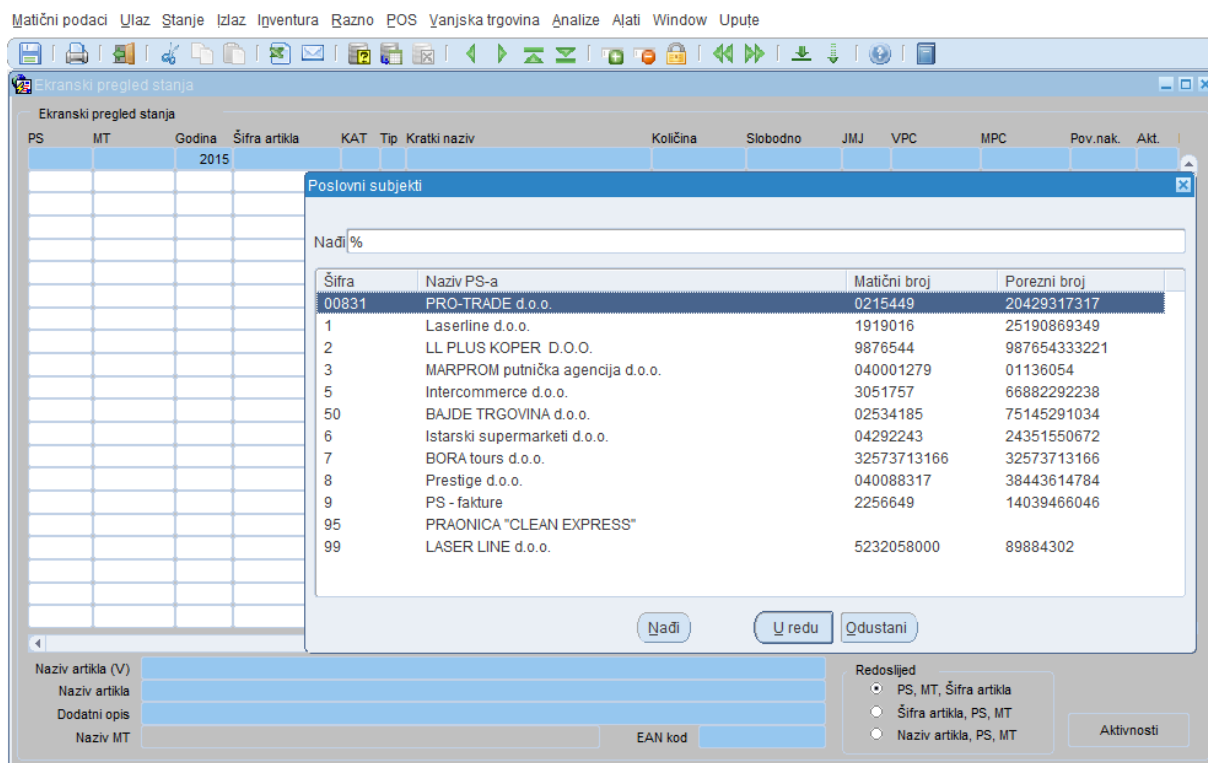 Matični podaci Ulaz Stanje Izlaz Inventura Razno POS Vanjska trgovina Analize Alati Window Upute
Ekranski pregled stanja
Ekranski pregled stanja
PS MT Godina Šifra artikla KAT Tip Kratki naziv Količina Slobodno JMJ VPC MPC Pov.nak. Akt.
2015
Poslovni subjekti
Nađi %
Šifra Naziv PS-a Matični broj Porezni broj
00831 PRO-TRADE d.o.o. 0215449 20429317317
1 Laserline d.o.o. 1919016 25190869349
2 LL PLUS KOPER D.O.O. 9876544 987654333221
3 MARPROM putnička agencija d.o.o. 040001279 01136054
5 Intercommerce d.o.o. 3051757 66882292238
50 BAJDE TRGOVINA d.o.o. 02534185 75145291034
6 Istarski supermarketi d.o.o. 04292243 24351550672
7 BORA tours d.o.o. 32573713166 32573713166
8 Prestige d.o.o. 040088317 38443614784
9 PS - fakture 2256649 14039466046
95 PRAONICA "CLEAN EXPRESS"
99 LASER LINE d.o.o. 5232058000 89884302
Nađi U redu Odustani
Naziv artikla (V)
Naziv artikla
Dodatni opis
Naziv MT EAN kod
Redoslijed
PS, MT, Šifra artikla
Šifra artikla, PS, MT
Naziv artikla, PS, MT
Aktivnosti